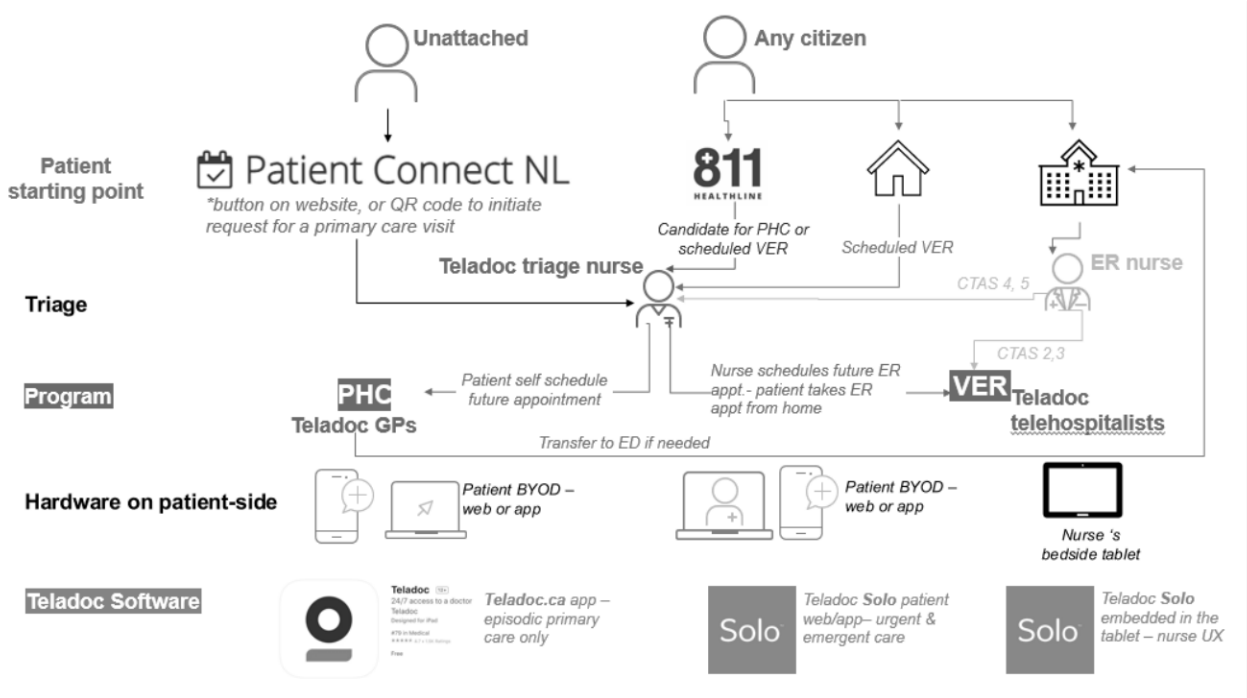 Unattached
Any citizen
Patient
starting point
Patient Connect NL
*button on website, or QR code to initiate
request for a primary care visit
811
HEALTHLINE
Candidate for PHC or
scheduled VER
Scheduled VER
Teladoc triage nurse
ER nurse
CTAS 4, 5
Triage
CTAS 2,3
Program
PHC
Teladoc GPs
Patient self schedule
future appointment
Nurse schedules future ER
appt.- patient takes ER
appt from home
VER
Teladoc
telehospitalists
Transfer to ED if needed
Hardware on patient-side
Patient BYOD –
web or app
Patient BYOD –
web or app
Nurse ‘s
bedside tablet
Teladoc Software
Teladoc
24/7 access to a doctor
Teladoc
Designed for iPad
#79 in Medical
Free
Teladoc.ca app –
episodic primary
care only
Solo
Teladoc Solo patient
web/app– urgent &
emergent care
Solo
Teladoc Solo
embedded in the
tablet – nurse UX